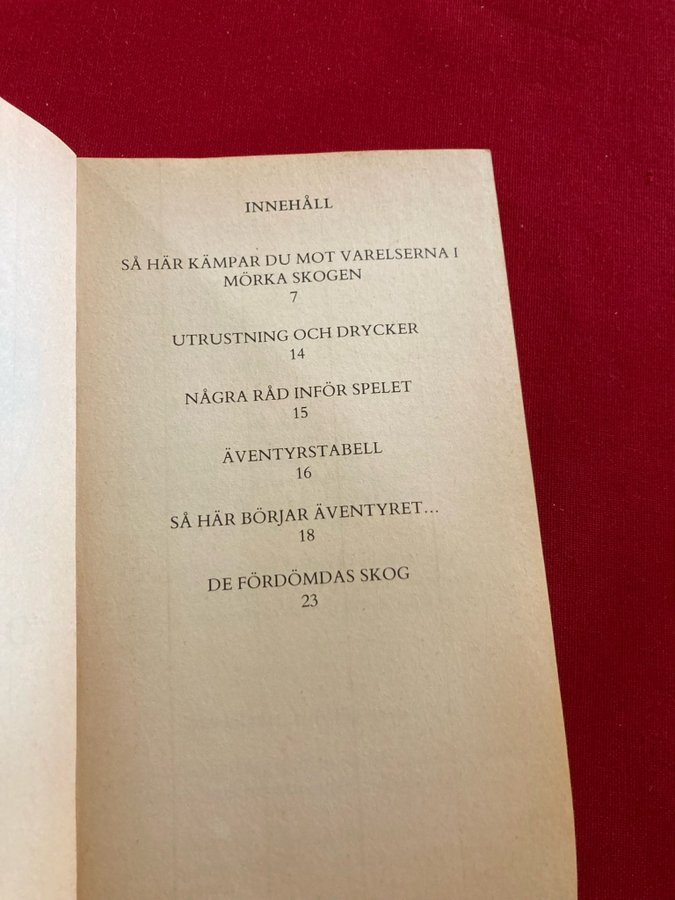 INNEHÅLL
SÅ HÄR KÄMPAR DU MOT VARELSERNA I
MÖRKA SKOGEN
7
UTRUSTNING OCH DRYCKER
14
NÅGRA RÅD INFÖR SPELET
15
ÄVENTYRSTABELL
16
SÅ HÄR BÖRJAR ÄVENTYRET...
18
DE FÖRDÖMDAS SKOG
23